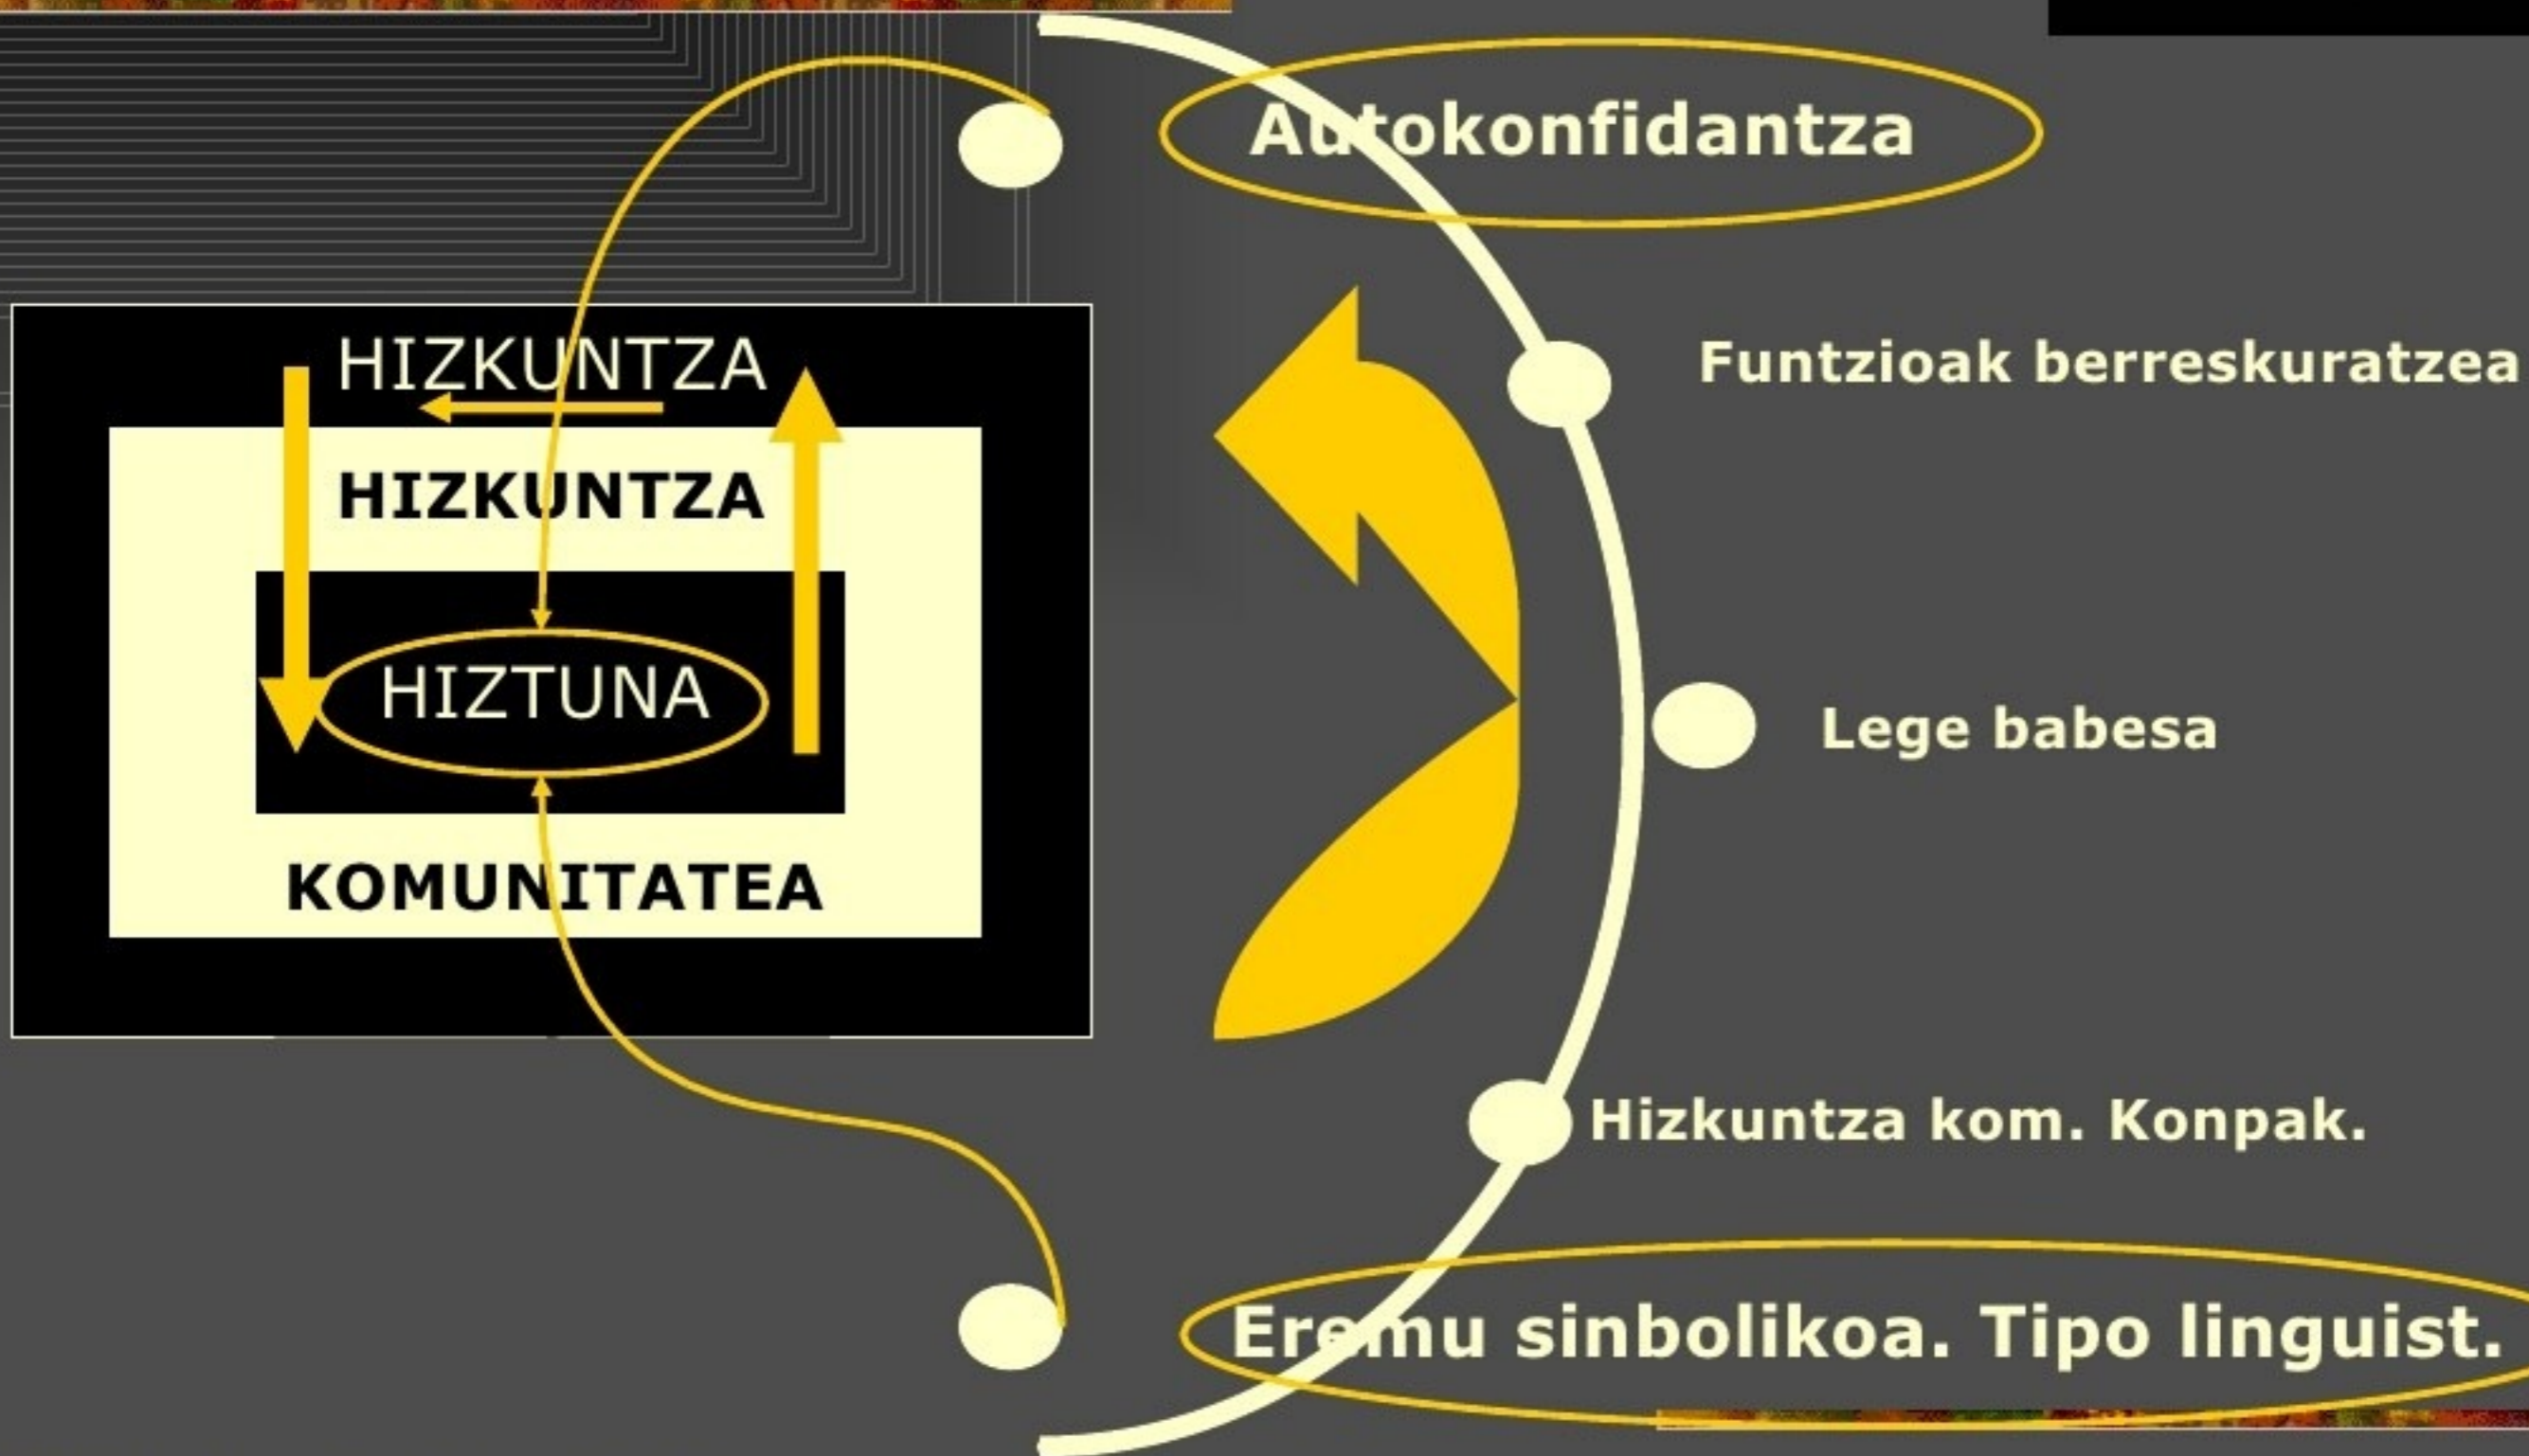 Autokonfidantza
HIZKUNTZA
Funtzioak berreskuratzea
HIZKUNTZA
HIZTUNA
Lege babesa
KOMUNITATEA
Hizkuntza kom. Konpak.
Eremu sinbolikoa. Tipo linguist.